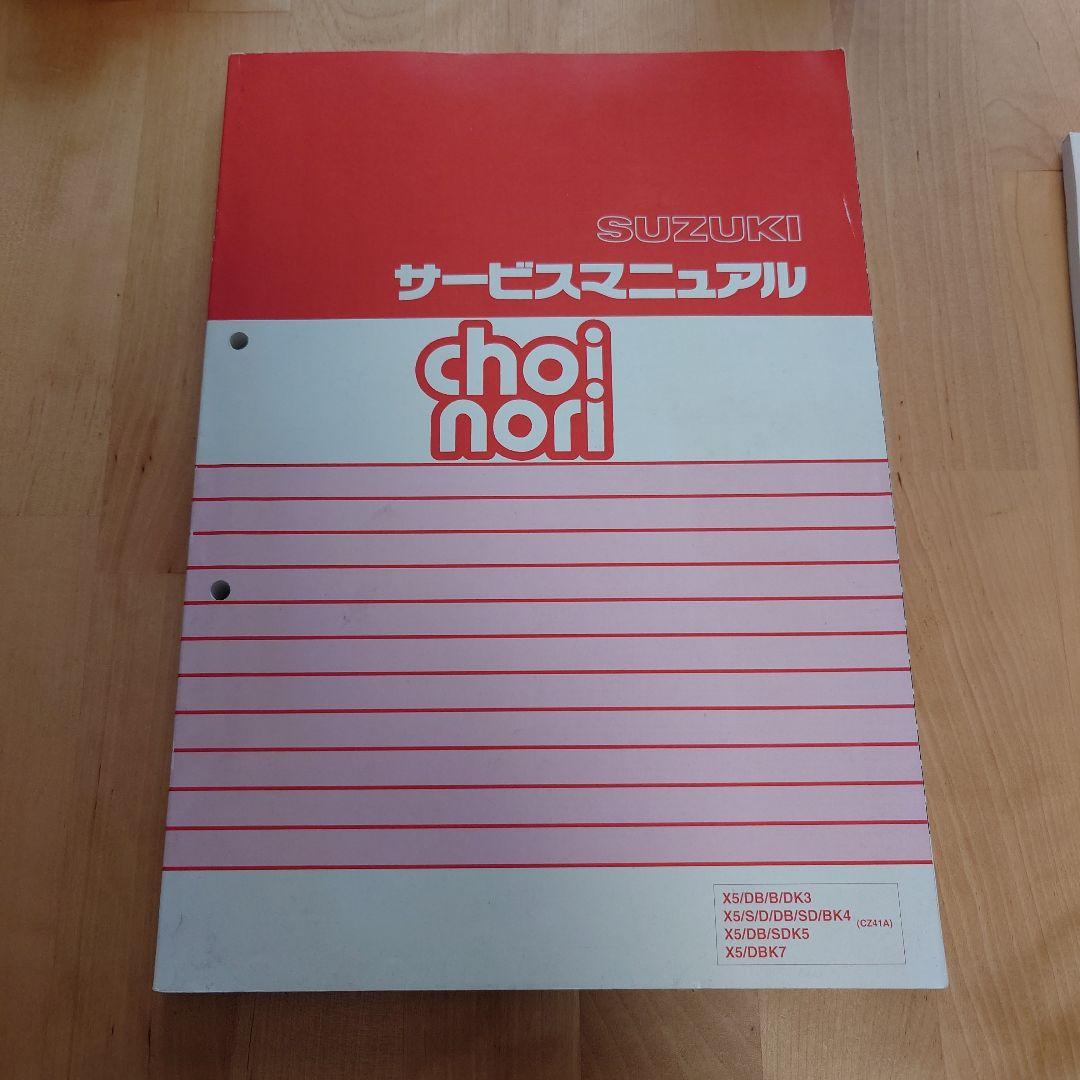 SUZUKI
サービスマニュアル
choi
nori
X5/DB/B/DK3
X5/S/D/DB/SD/BK4
(CZ41A)
X5/DB/SDK5
X5/DBK7